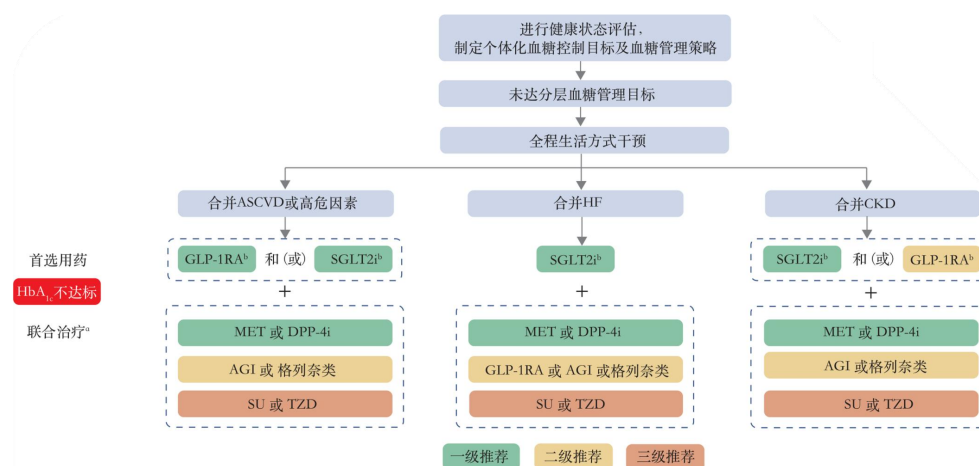 进行健康状态评估，
制定个体化血糖控制目标及血糖管理策略
未达分层血糖管理目标
全程生活方式干预
合并ASCVD或高危因素
合并HF
合并CKD
首选用药
GLP-1RAᵇ 和(或) SGLT2iᵇ
SGLT2iᵇ
SGLT2iᵇ 和(或) GLP-1RAᵇ
HbA₁c不达标
+
+
+
联合治疗ᵃ
MET 或 DPP-4i
MET 或 DPP-4i
MET 或 DPP-4i
AGI 或 格列奈类
GLP-1RA 或 AGI 或格列奈类
AGI 或格列奈类
SU 或 TZD
SU 或 TZD
SU 或 TZD
一级推荐
二级推荐
三级推荐